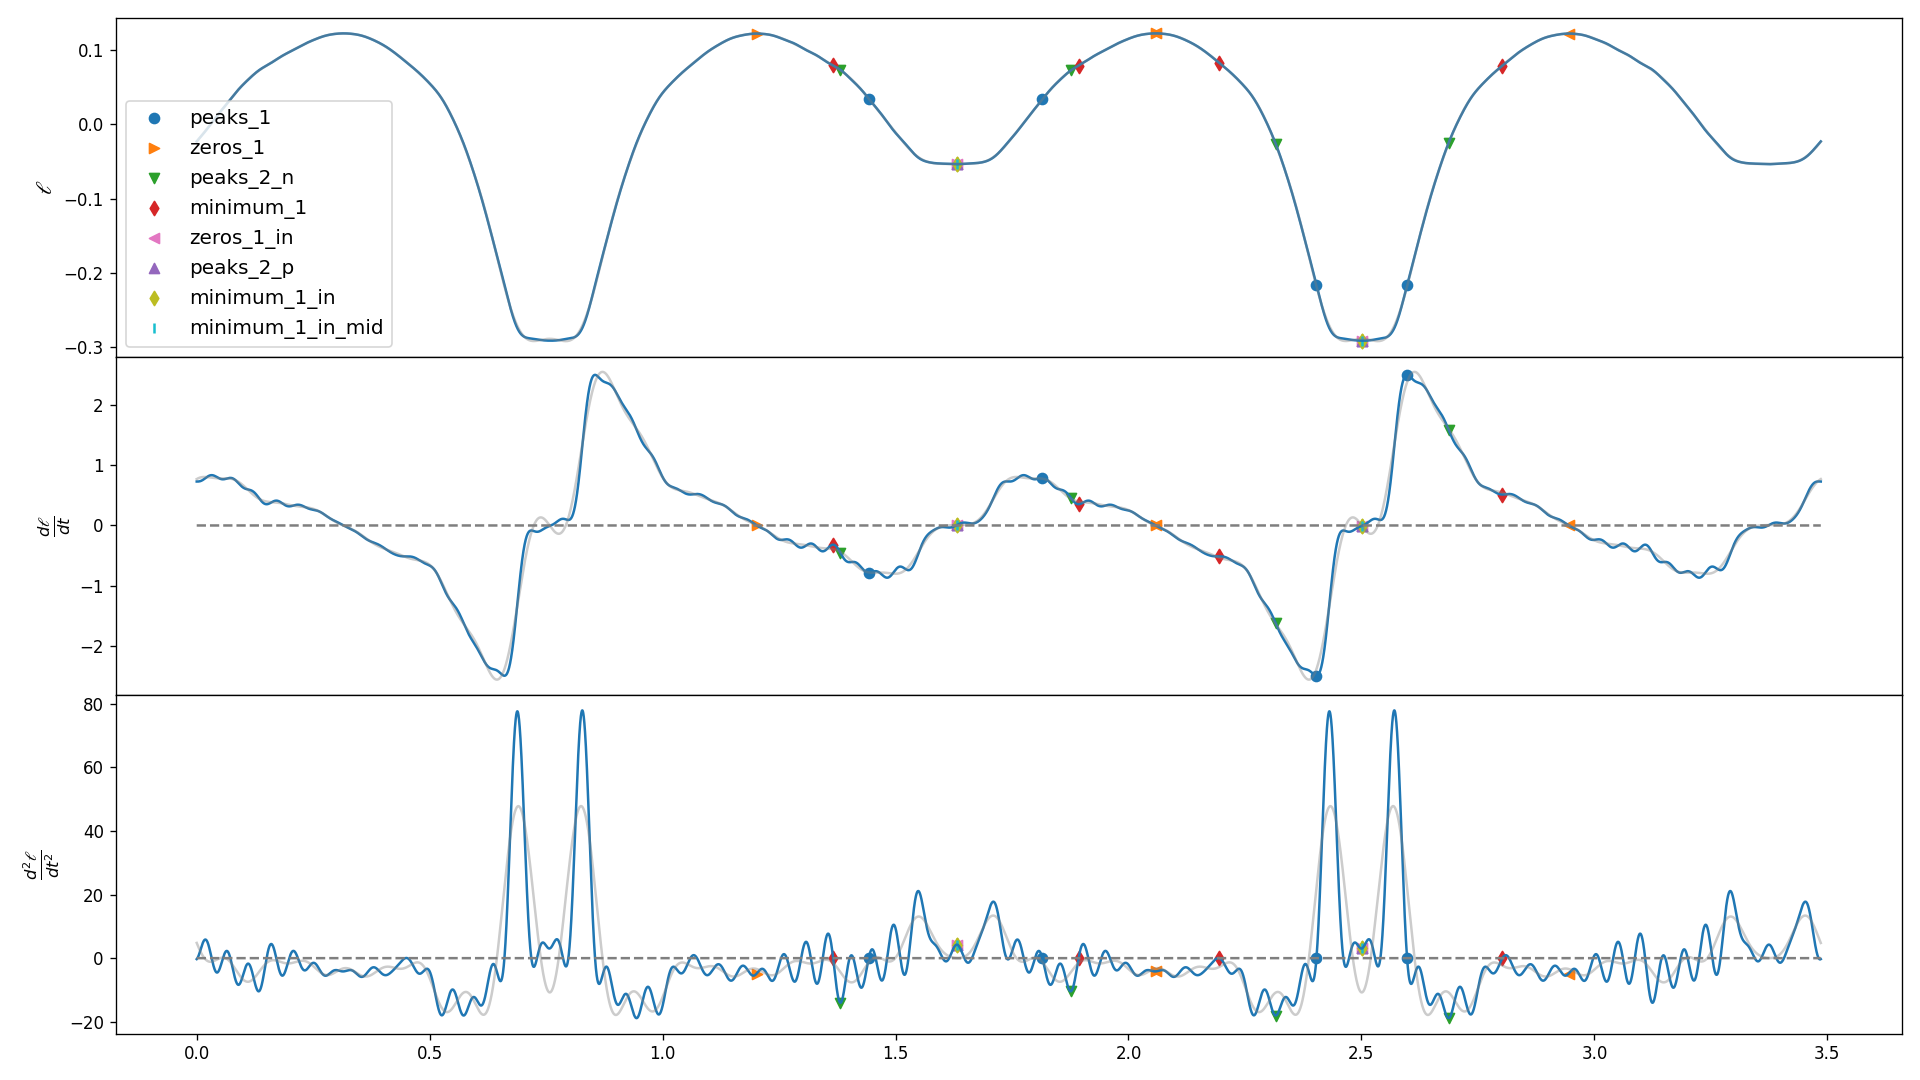 0.1
0.0
−0.1
−0.2
−0.3
ℓ
peaks_1
zeros_1
peaks_2_n
minimum_1
zeros_1_in
peaks_2_p
minimum_1_in
minimum_1_in_mid
2
1
0
−1
−2
dℓ/dt
80
60
40
20
0
−20
d²ℓ/dt²
0.0 0.5 1.0 1.5 2.0 2.5 3.0 3.5